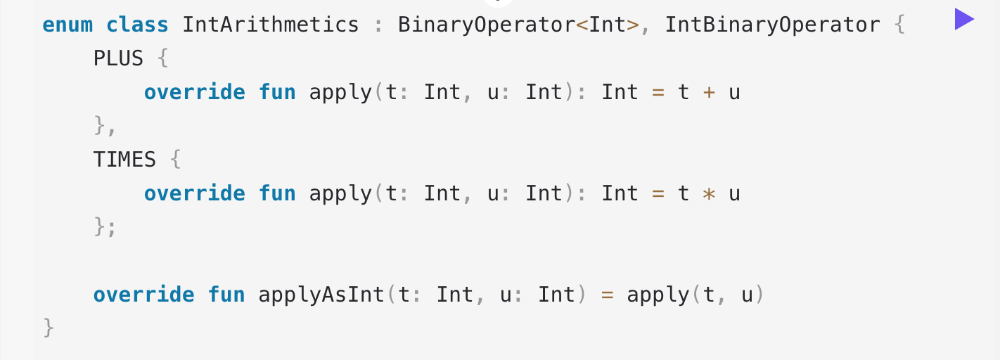 enum class IntArithmetics : BinaryOperator<Int>, IntBinaryOperator {
    PLUS {
        override fun apply(t: Int, u: Int): Int = t + u
    },
    TIMES {
        override fun apply(t: Int, u: Int): Int = t * u
    };

    override fun applyAsInt(t: Int, u: Int) = apply(t, u)
}